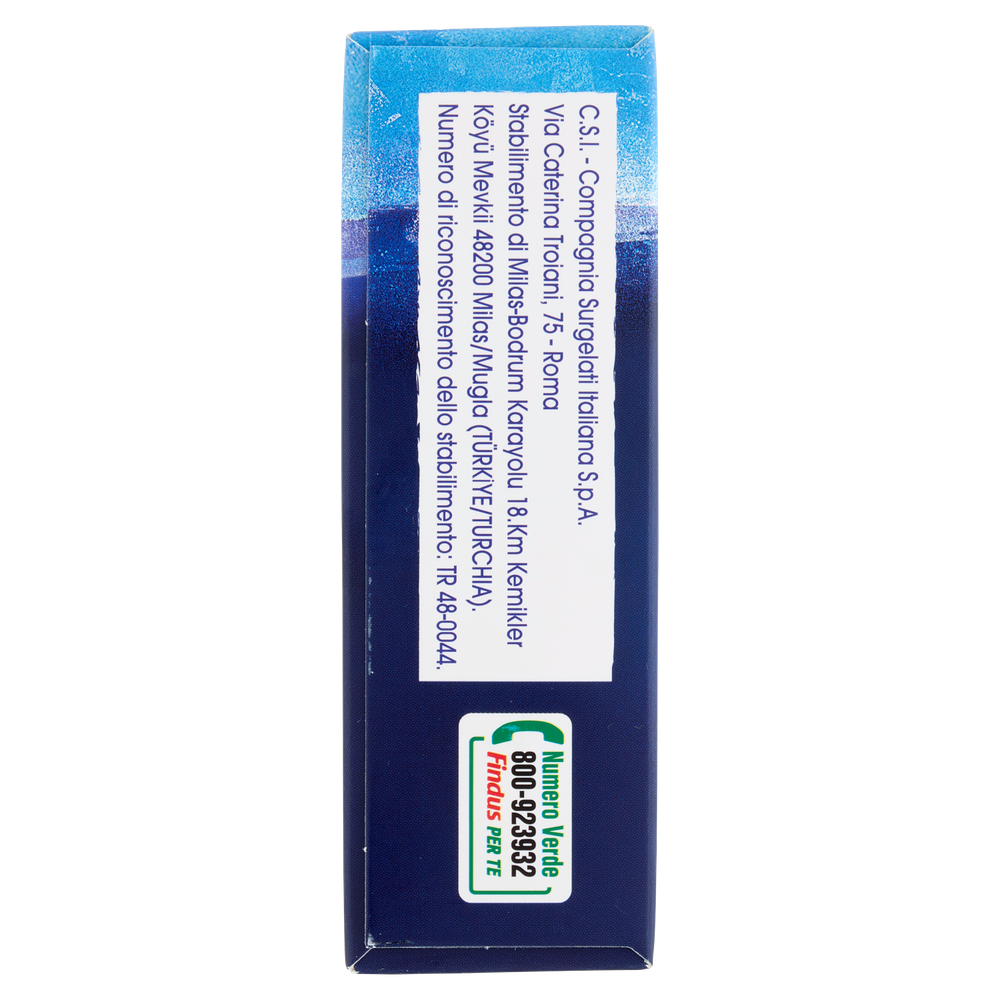 C.S.I. - Compagnia Surgelati Italiana S.p.A.
Via Caterina Troiani, 75 - Roma
Stabilimento di Milas-Bodrum Karayolu 18.Km Kemikler
Köyü Mevkii 48200 Milas/Mugla (TÜRKİYE/TURCHIA).
Numero di riconoscimento dello stabilimento: TR 48-0044.
Numero Verde
800-923932
Findus PER TE